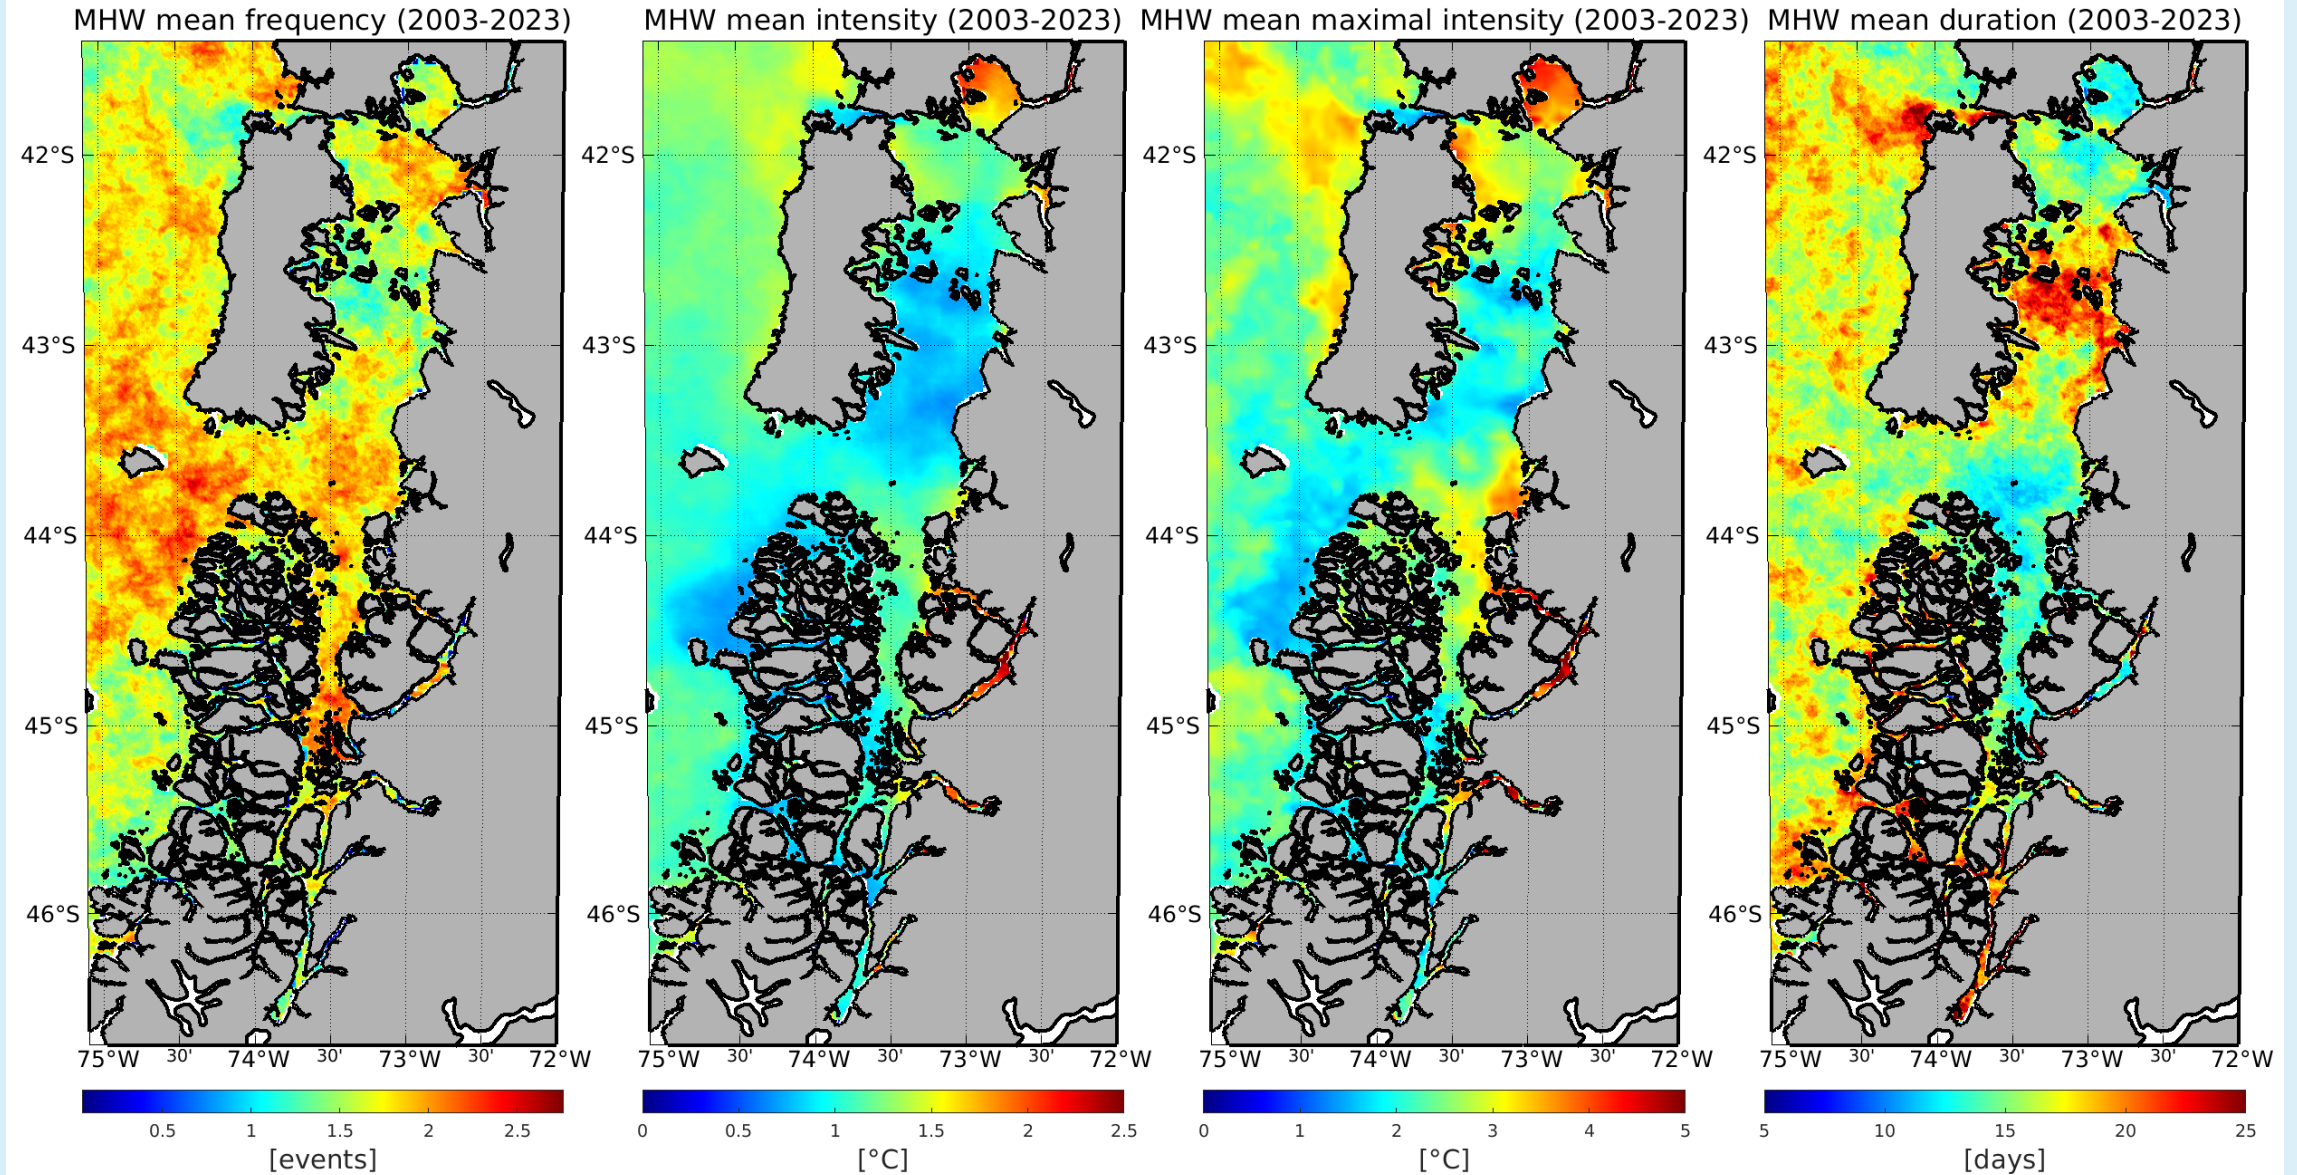 MHW mean frequency (2003-2023)
42°S
43°S
44°S
45°S
46°S
75°W 30' 74°W 30' 73°W 30' 72°W
0.5 1 1.5 2 2.5
[events]
MHW mean intensity (2003-2023)
42°S
43°S
44°S
45°S
46°S
75°W 30' 74°W 30' 73°W 30' 72°W
0 0.5 1 1.5 2 2.5
[°C]
MHW mean maximal intensity (2003-2023)
42°S
43°S
44°S
45°S
46°S
75°W 30' 74°W 30' 73°W 30' 72°W
0 1 2 3 4 5
[°C]
MHW mean duration (2003-2023)
42°S
43°S
44°S
45°S
46°S
75°W 30' 74°W 30' 73°W 30' 72°W
5 10 15 20 25
[days]